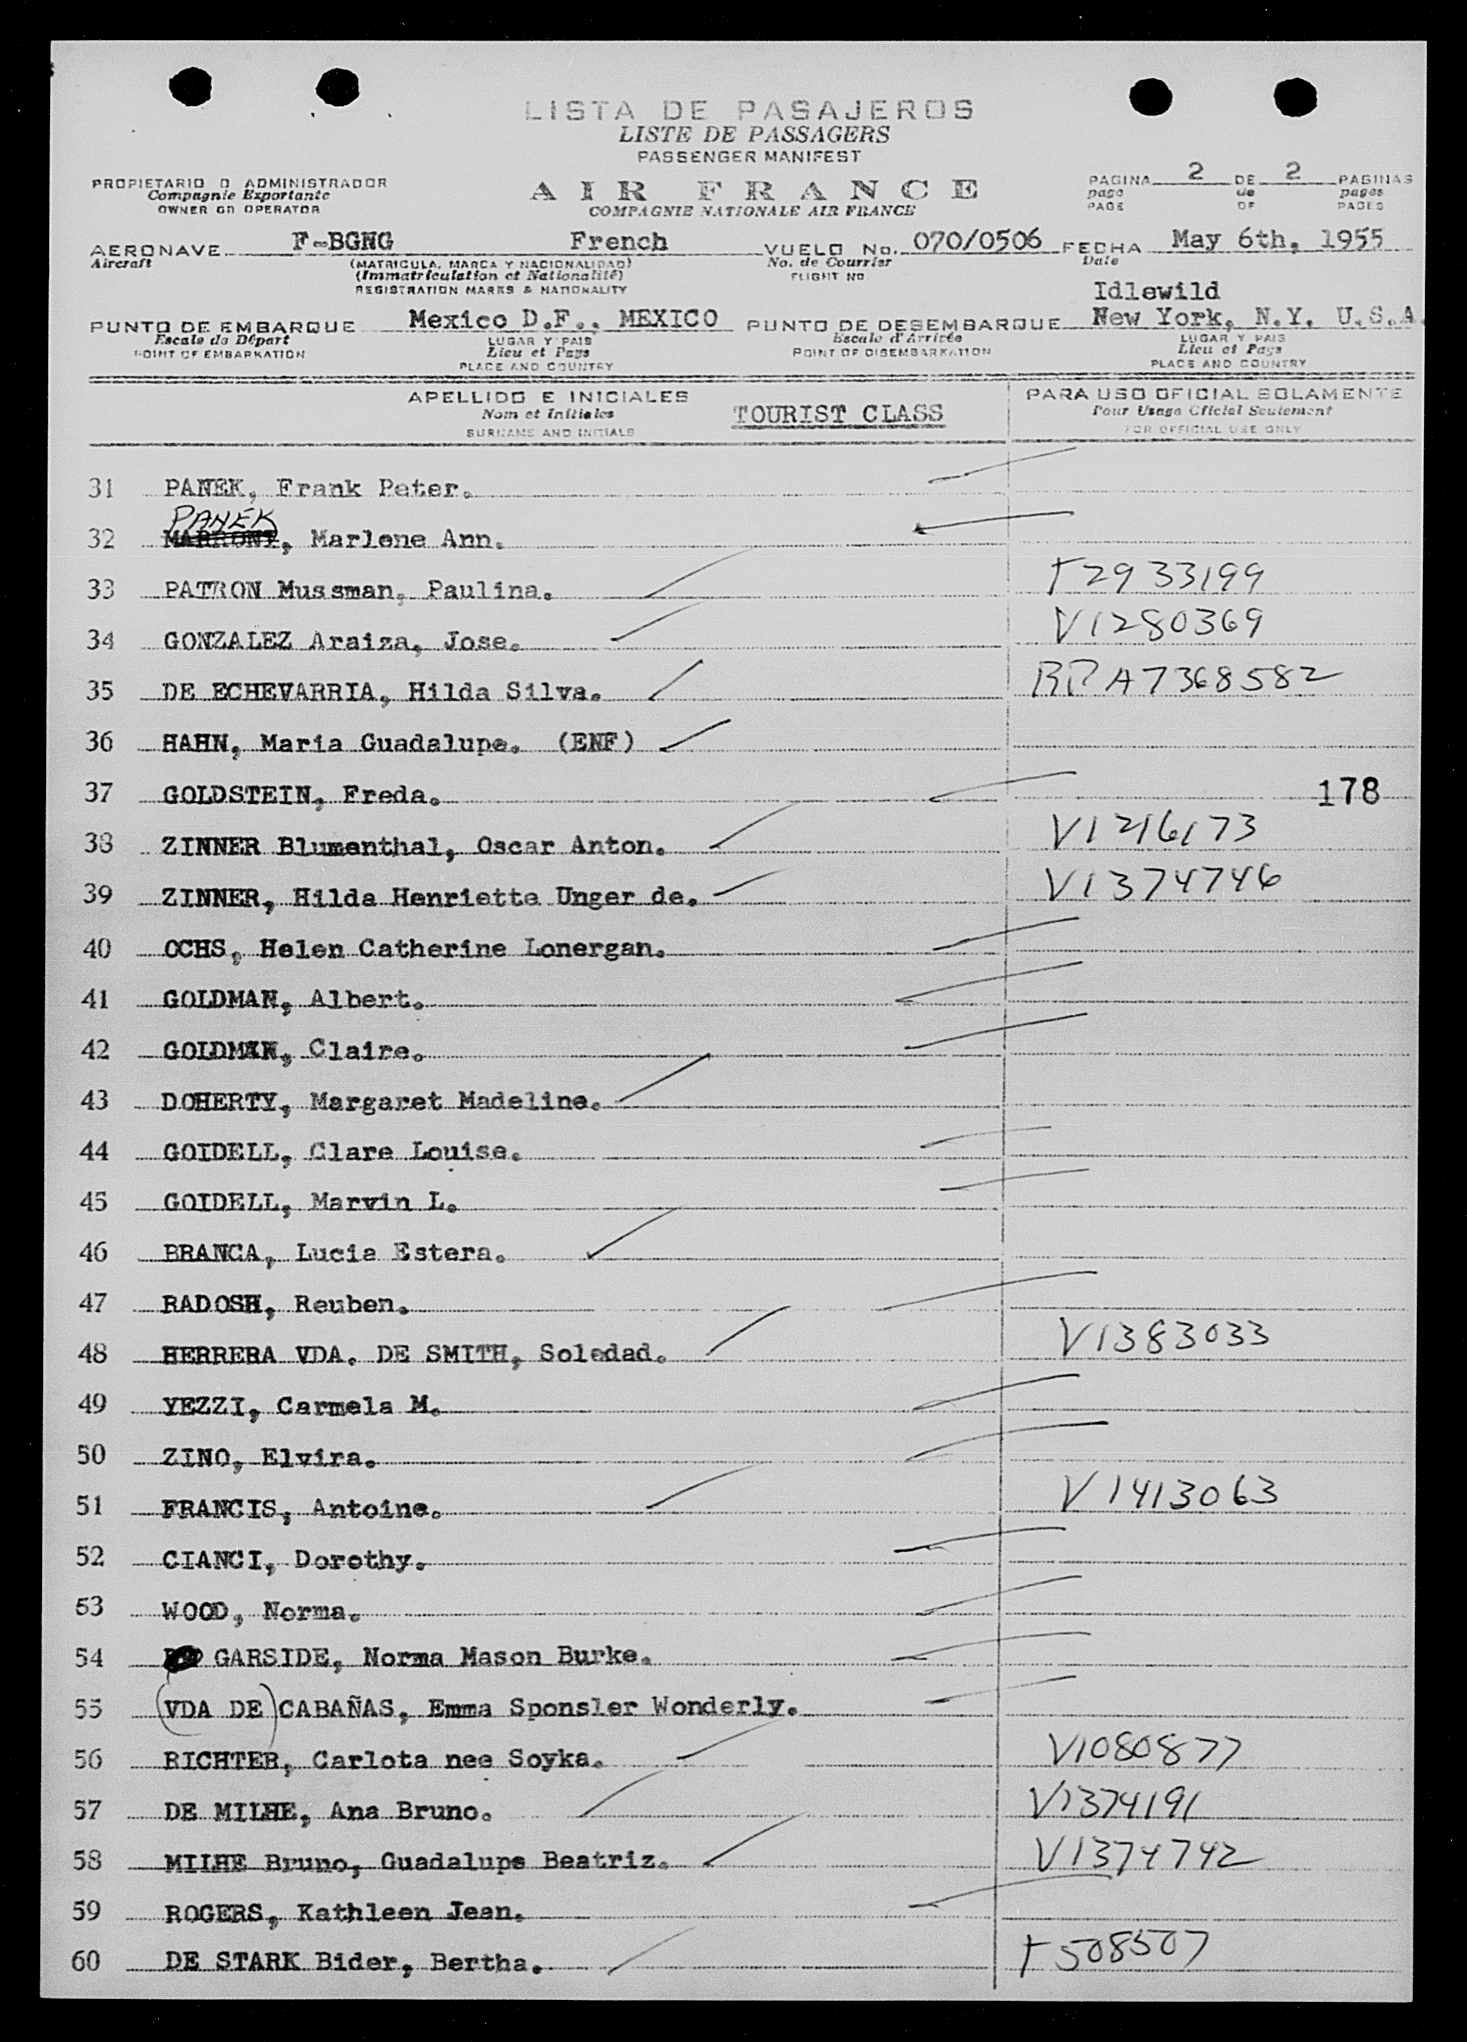 LISTA DE PASAJEROS
LISTE DE PASSAGERS
PASSENGER MANIFEST
PROPIETARIO O ADMINISTRADOR
Compagnie Exportante
OWNER OR OPERATOR
AIR FRANCE
COMPAGNIE NATIONALE AIR FRANCE
PAGINA 2 DE 2 PAGINAS
page de pages
PAGE OF PAGES
AERONAVE F-BGNG French VUELO No. 070/0506 FECHA May 6th, 1955
Aircraft (MATRICULA, MARCA Y NACIONALIDAD) No. de Courrier Date
(Immatriculation et Nationalité) FLIGHT NO
REGISTRATION MARKS & NATIONALITY
Idlewild
PUNTO DE EMBARQUE Mexico D.F., MEXICO PUNTO DE DESEMBARQUE New York, N.Y. U.S.A.
Escale de Départ LUGAR Y PAIS Escale d'Arrivée LUGAR Y PAIS
POINT OF EMBARKATION Lieu et Pays POINT OF DISEMBARKATION Lieu et Pays
PLACE AND COUNTRY PLACE AND COUNTRY
APELLIDO E INICIALES PARA USO OFICIAL SOLAMENTE
Nom et Initiales TOURIST CLASS Pour Usage Officiel Seulement
SURNAME AND INITIALS FOR OFFICIAL USE ONLY
31 PANEK, Frank Peter.
PANEK
32 MARRONE, Marlene Ann.
33 PATRON Mussman, Paulina. T2933199
34 GONZALEZ Araiza, Jose. V1280369
35 DE ECHEVARRIA, Hilda Silva. BPA7368582
36 HAHN, Maria Guadalupe. (ENF)
37 GOLDSTEIN, Freda. 178
38 ZINNER Blumenthal, Oscar Anton. V1216173
39 ZINNER, Hilda Henriette Unger de. V1374746
40 OCHS, Helen Catherine Lonergan.
41 GOLDMAN, Albert.
42 GOLDMAN, Claire.
43 DOHERTY, Margaret Madeline.
44 GOIDELL, Clare Louise.
45 GOIDELL, Marvin L.
46 BRANCA, Lucia Estera.
47 RADOSH, Reuben.
48 HERRERA VDA. DE SMITH, Soledad. V1383033
49 YEZZI, Carmela M.
50 ZINO, Elvira.
51 FRANCIS, Antoine. V1413063
52 CIANCI, Dorothy.
53 WOOD, Norma.
54 GARSIDE, Norma Mason Burke.
55 (VDA DE) CABAÑAS, Emma Sponsler Wonderly.
56 RICHTER, Carlota nee Soyka. V1080877
57 DE MILHE, Ana Bruno. V1374191
58 MILHE Bruno, Guadalupe Beatriz. V1374742
59 ROGERS, Kathleen Jean.
60 DE STARK Bider, Bertha. T508507